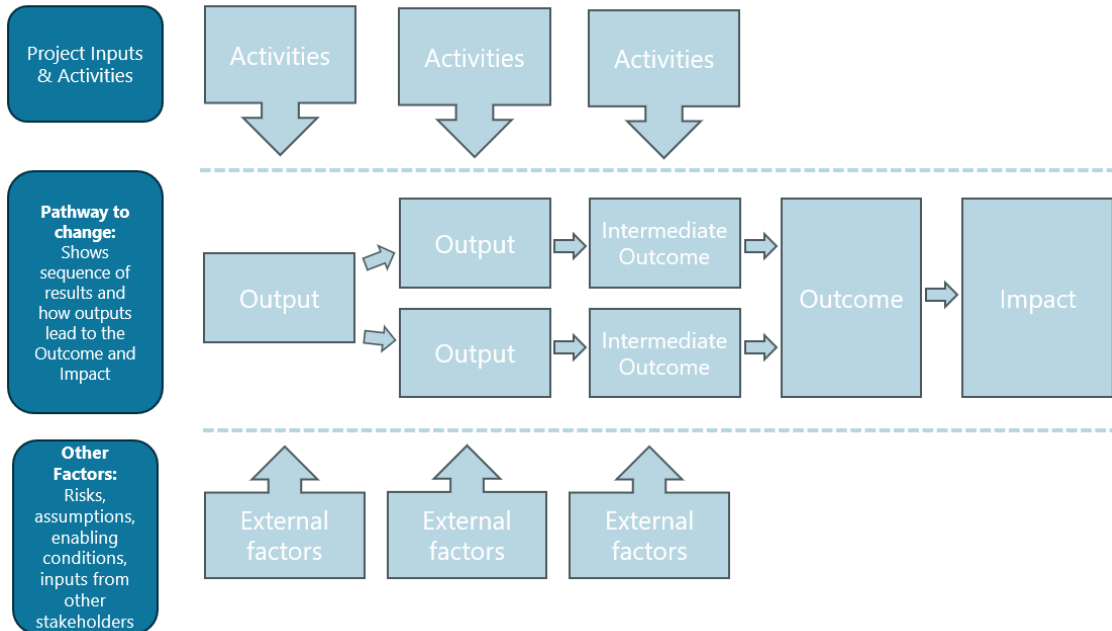 Project Inputs
& Activities
Activities
Activities
Activities
Pathway to
change:
Shows
sequence of
results and
how outputs
lead to the
Outcome and
Impact
Output
Output
Intermediate
Outcome
Output
Intermediate
Outcome
Outcome
Impact
Other
Factors:
Risks,
assumptions,
enabling
conditions,
inputs from
other
stakeholders
External
factors
External
factors
External
factors